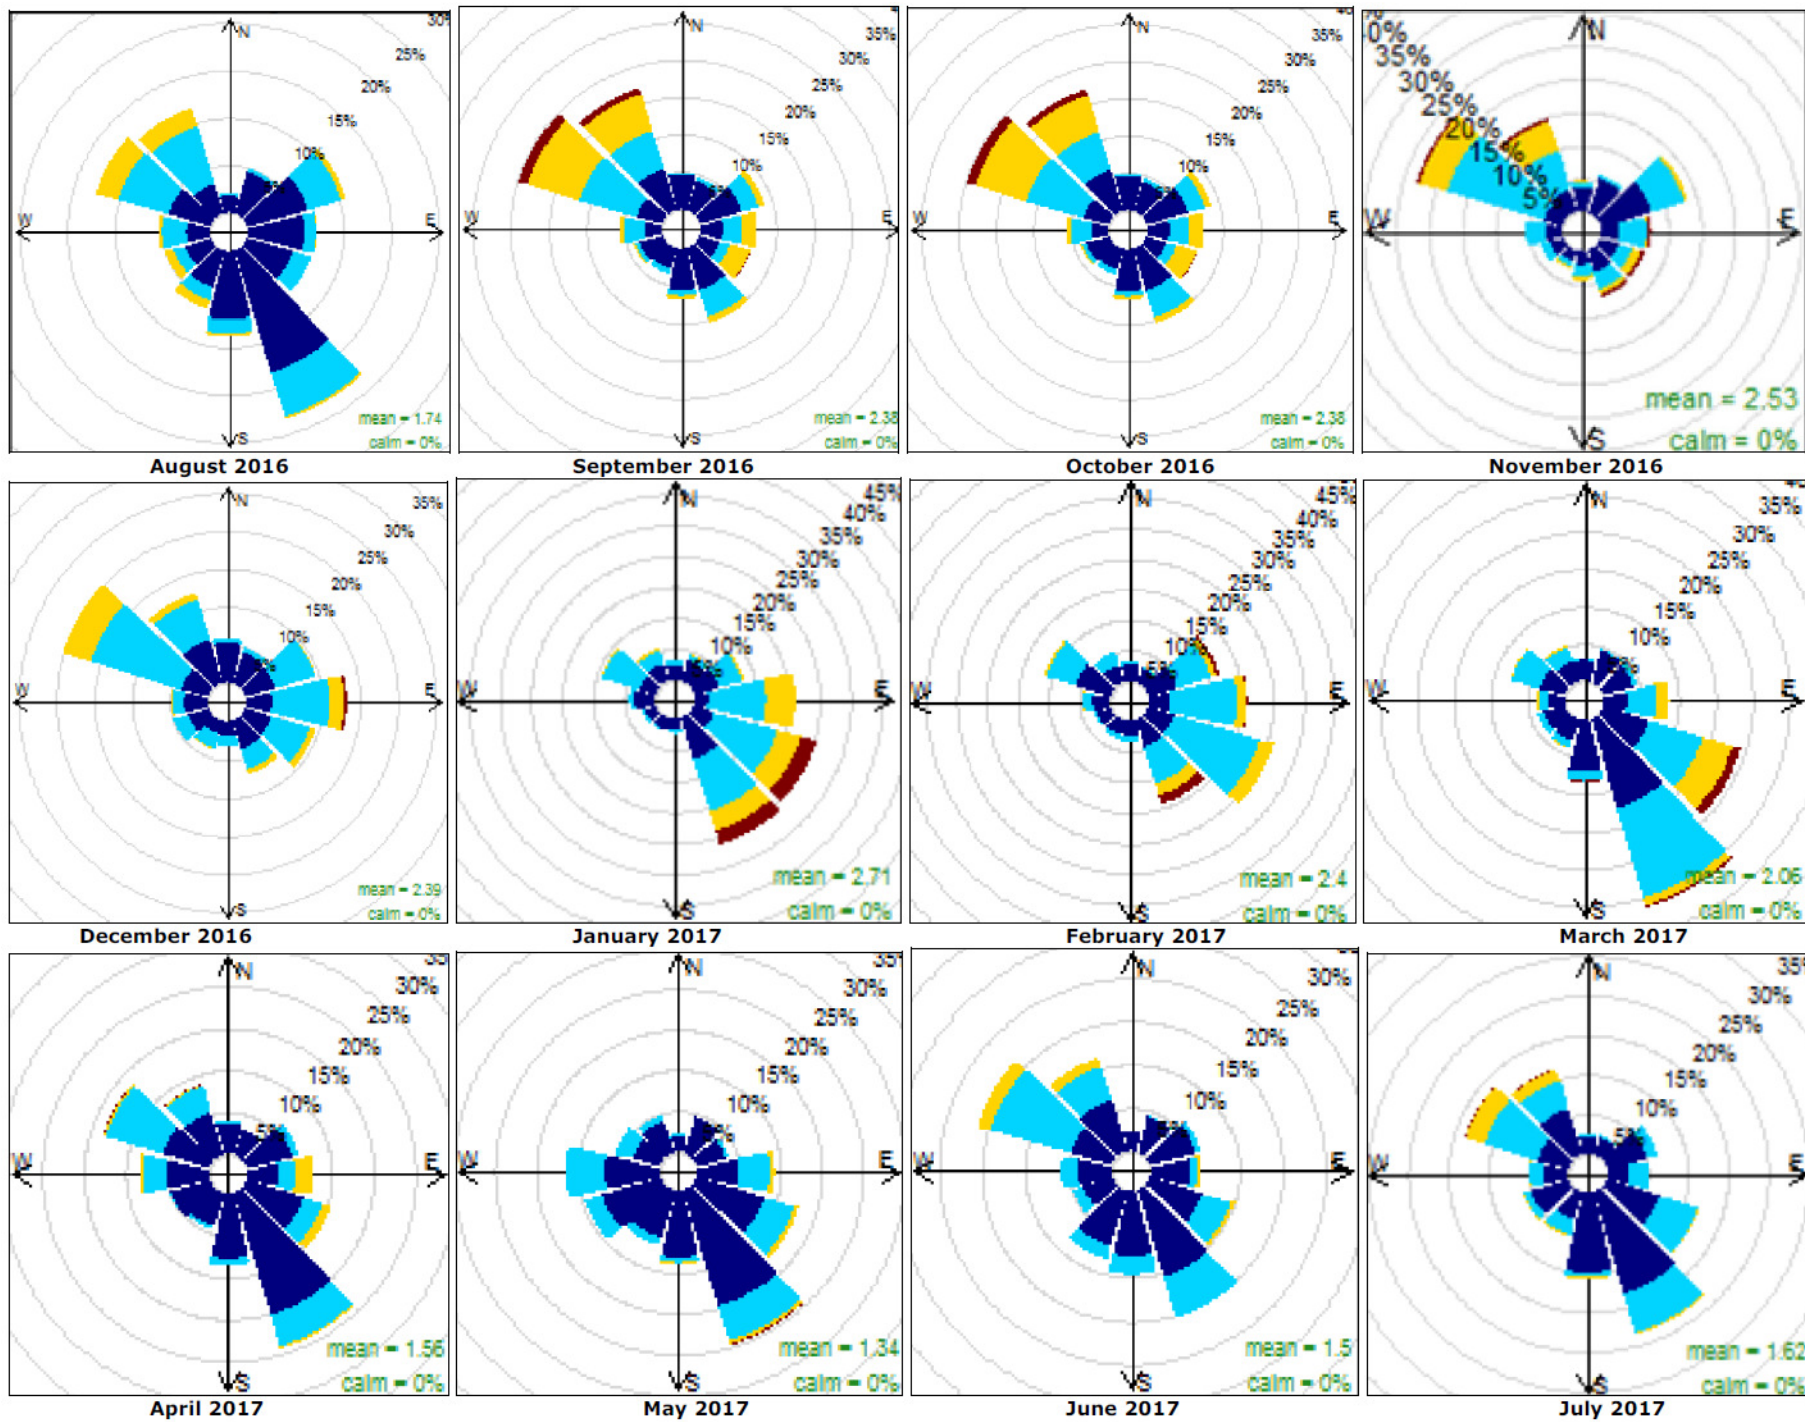 N
30%
25%
20%
15%
10%
5%
W
E
S
mean = 1.74
calm = 0%
August 2016
N
35%
30%
25%
20%
15%
10%
5%
E
S
mean = 2.38
calm = 0%
September 2016
N
35%
30%
25%
20%
15%
10%
5%
W
E
S
mean = 2.38
calm = 0%
October 2016
N
35%
30%
25%
20%
15%
10%
5%
W
E
S
mean = 2.53
calm = 0%
November 2016
N
35%
30%
25%
20%
15%
10%
5%
W
E
S
mean = 2.39
calm = 0%
December 2016
N
45%
40%
35%
30%
25%
20%
15%
10%
5%
W
E
S
mean = 2.71
calm = 0%
January 2017
N
45%
40%
35%
30%
25%
20%
15%
10%
5%
W
E
S
mean = 2.4
calm = 0%
February 2017
N
35%
30%
25%
20%
15%
10%
5%
W
E
S
mean = 2.06
calm = 0%
March 2017
N
30%
25%
20%
15%
10%
5%
W
E
S
mean = 1.56
calm = 0%
April 2017
N
30%
25%
20%
15%
10%
5%
W
E
S
mean = 1.34
calm = 0%
May 2017
N
30%
25%
20%
15%
10%
5%
W
E
S
mean = 1.5
calm = 0%
June 2017
N
30%
25%
20%
15%
10%
5%
W
E
S
mean = 1.62
calm = 0%
July 2017